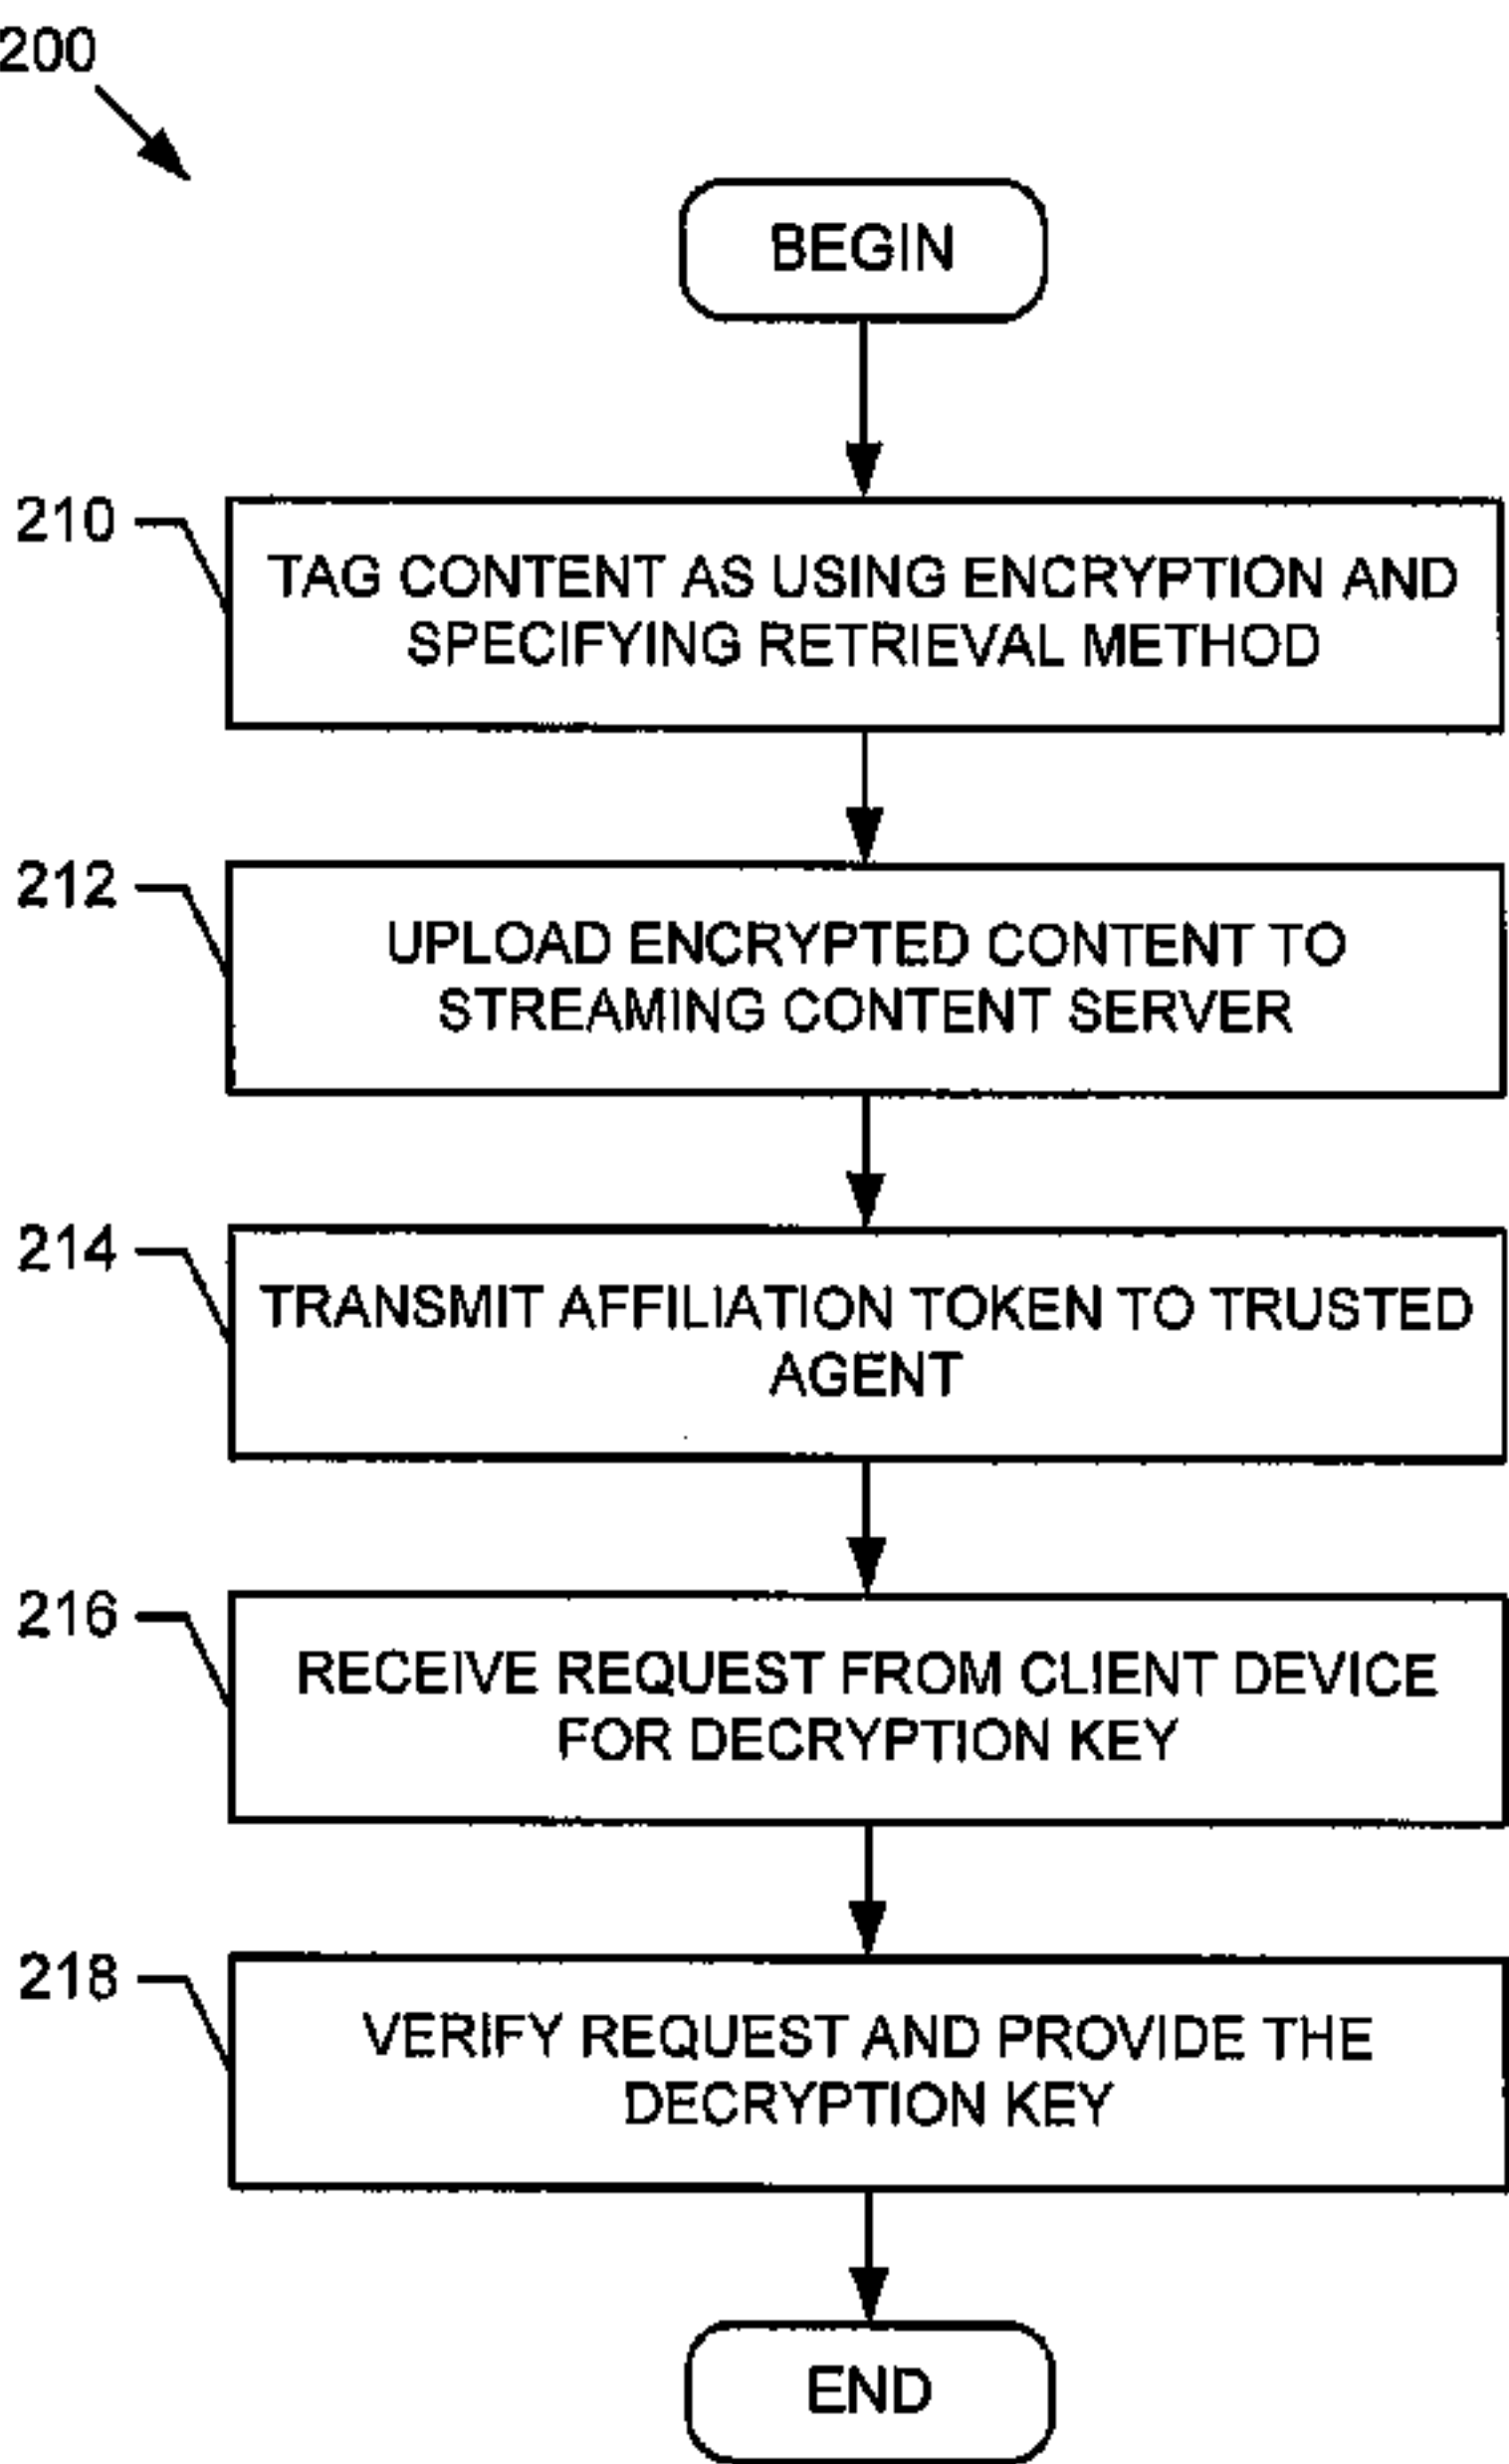 200
BEGIN
210
TAG CONTENT AS USING ENCRYPTION AND
SPECIFYING RETRIEVAL METHOD
212
UPLOAD ENCRYPTED CONTENT TO
STREAMING CONTENT SERVER
214
TRANSMIT AFFILIATION TOKEN TO TRUSTED
AGENT
216
RECEIVE REQUEST FROM CLIENT DEVICE
FOR DECRYPTION KEY
218
VERIFY REQUEST AND PROVIDE THE
DECRYPTION KEY
END